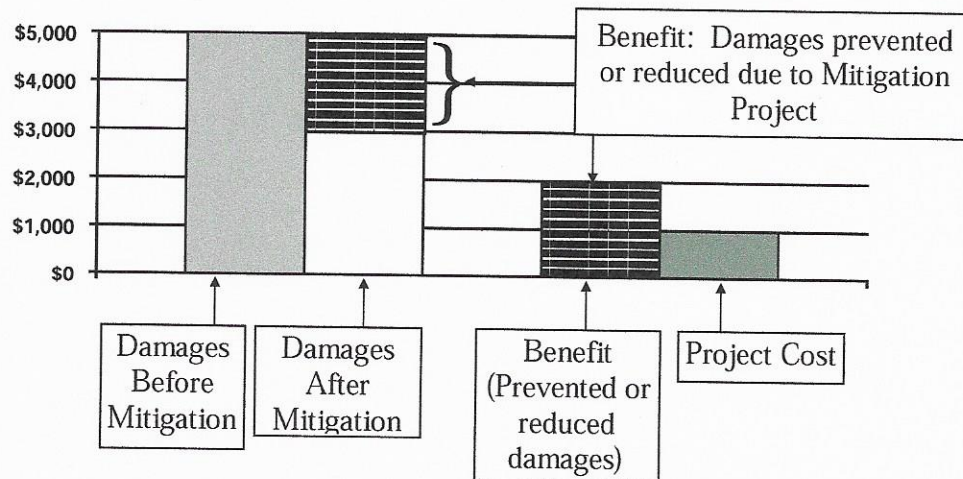 $5,000
$4,000
$3,000
$2,000
$1,000
$0
Benefit: Damages prevented
or reduced due to Mitigation
Project
Damages
Before
Mitigation
Damages
After
Mitigation
Benefit
(Prevented or
reduced
damages)
Project Cost